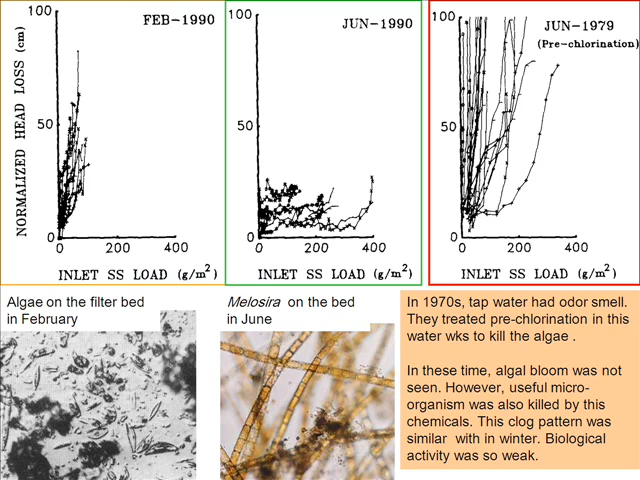 FEB-1990
JUN-1990
JUN-1979
(Pre-chlorination)
NORMALIZED HEAD LOSS (cm)
100
50
0
0 200 400
INLET SS LOAD (g/m²)
100
50
0
0 200 400
INLET SS LOAD (g/m²)
100
50
0
0 200 400
INLET SS LOAD (g/m²)
Algae on the filter bed
in February
Melosira on the bed
in June
In 1970s, tap water had odor smell.
They treated pre-chlorination in this
water wks to kill the algae .
In these time, algal bloom was not
seen. However, useful micro-
organism was also killed by this
chemicals. This clog pattern was
similar with in winter. Biological
activity was so weak.